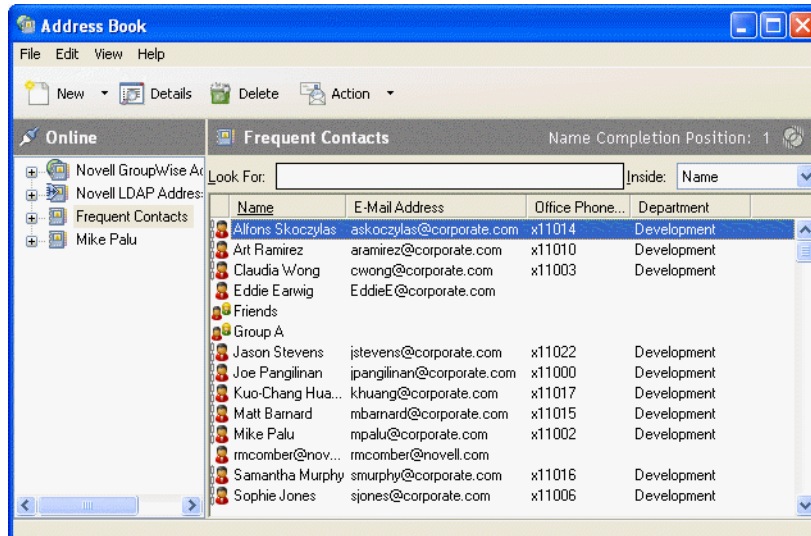 Address Book
File Edit View Help
New Details Delete Action
Online
Frequent Contacts Name Completion Position: 1
Novell GroupWise Ad
Novell LDAP Addres
Frequent Contacts
Mike Palu
Look For: Inside: Name
Name E-Mail Address Office Phone... Department
Alfons Skoczylas askoczylas@corporate.com x11014 Development
Art Ramirez aramirez@corporate.com x11010 Development
Claudia Wong cwong@corporate.com x11003 Development
Eddie Earwig EddieE@corporate.com
Friends
Group A
Jason Stevens jstevens@corporate.com x11022 Development
Joe Pangilinan jpangilinan@corporate.com x11000 Development
Kuo-Chang Hua... khuang@corporate.com x11017 Development
Matt Barnard mbarnard@corporate.com x11015 Development
Mike Palu mpalu@corporate.com x11002 Development
rmcomber@nov... rmcomber@novell.com
Samantha Murphy smurphy@corporate.com x11016 Development
Sophie Jones sjones@corporate.com x11006 Development